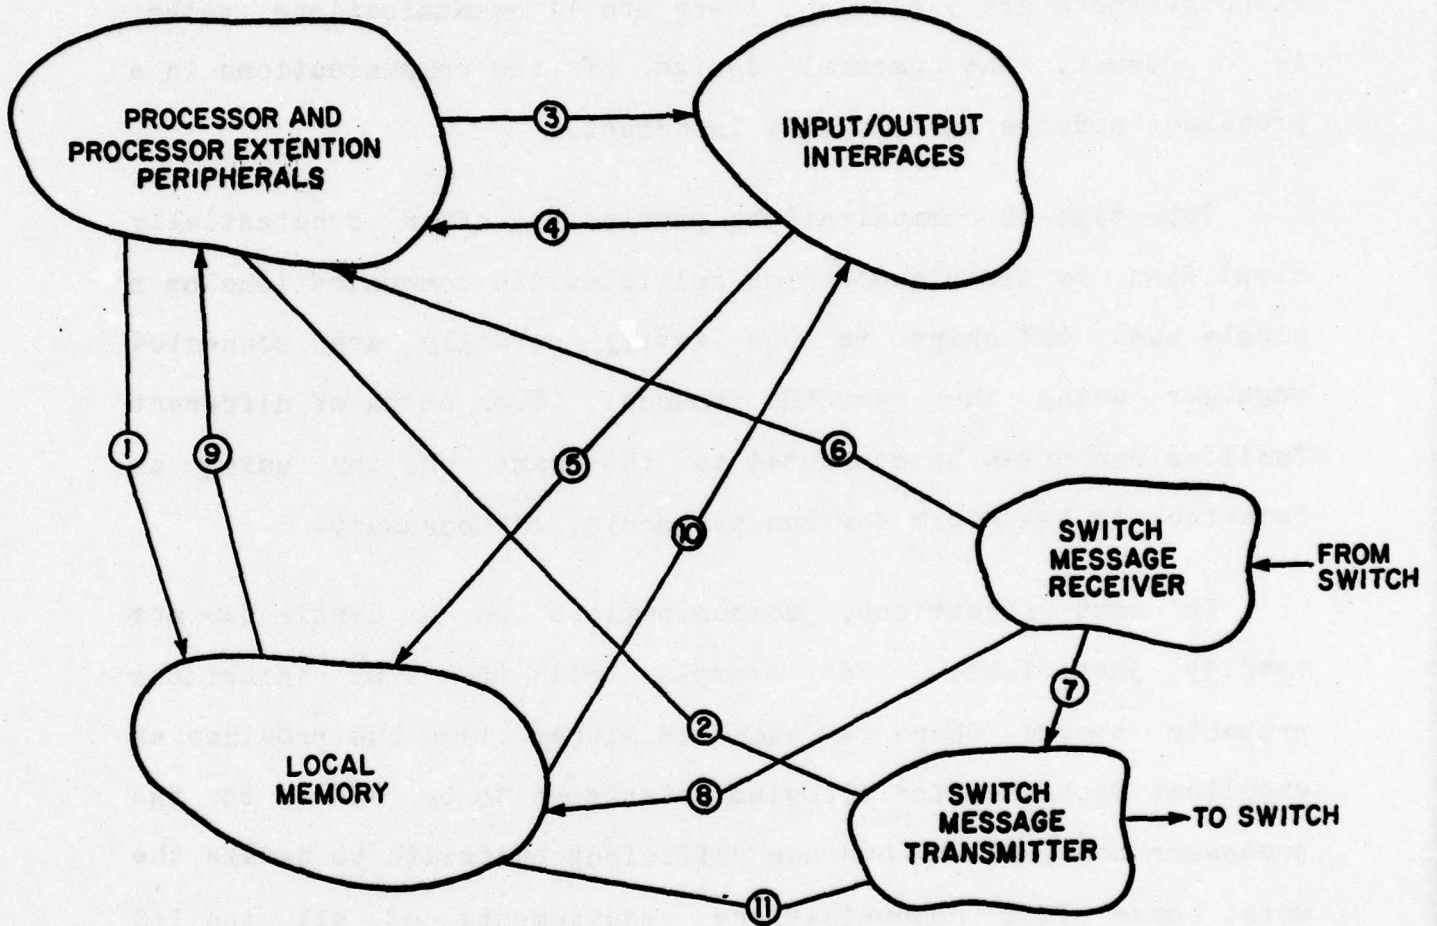 PROCESSOR AND
PROCESSOR EXTENTION
PERIPHERALS
3
INPUT/OUTPUT
INTERFACES
4
1
9
5
6
10
SWITCH
MESSAGE
RECEIVER
FROM
SWITCH
7
2
8
LOCAL
MEMORY
SWITCH
MESSAGE
TRANSMITTER
TO SWITCH
11